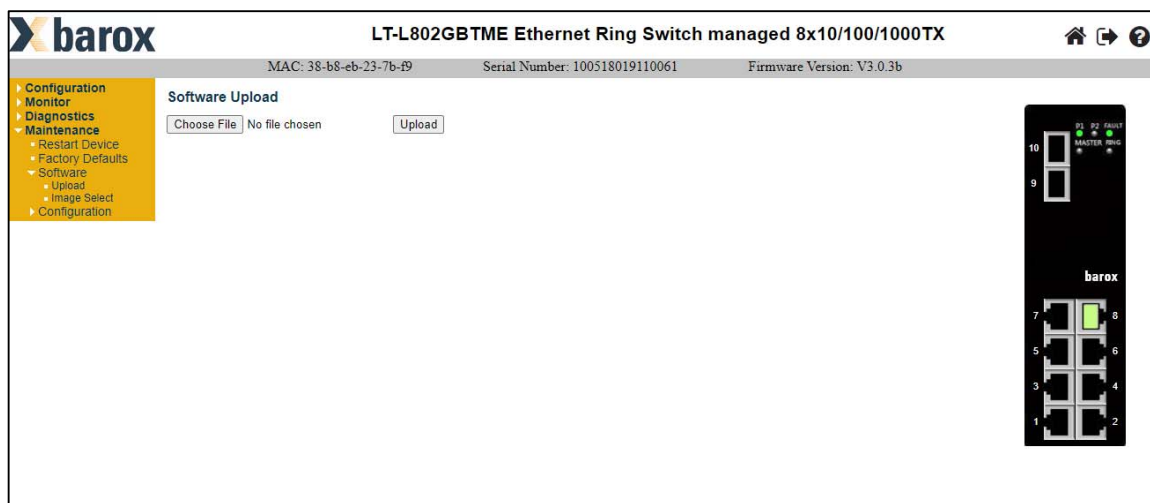 barox
LT-L802GBTME Ethernet Ring Switch managed 8x10/100/1000TX
MAC: 38-b8-eb-23-7b-f9 Serial Number: 100518019110061 Firmware Version: V3.0.3b
Configuration
Monitor
Diagnostics
Maintenance
Restart Device
Factory Defaults
Software
Upload
Image Select
Configuration
Software Upload
Choose File No file chosen Upload
P1 P2 FAULT
MASTER RING
10
9
barox
7 8
5 6
3 4
1 2